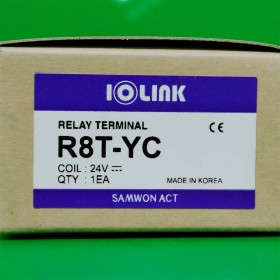 IOLINK
RELAY TERMINAL
CE
R8T-YC
COIL : 24V ⎓
QTY : 1EA
MADE IN KOREA
SAMWON ACT